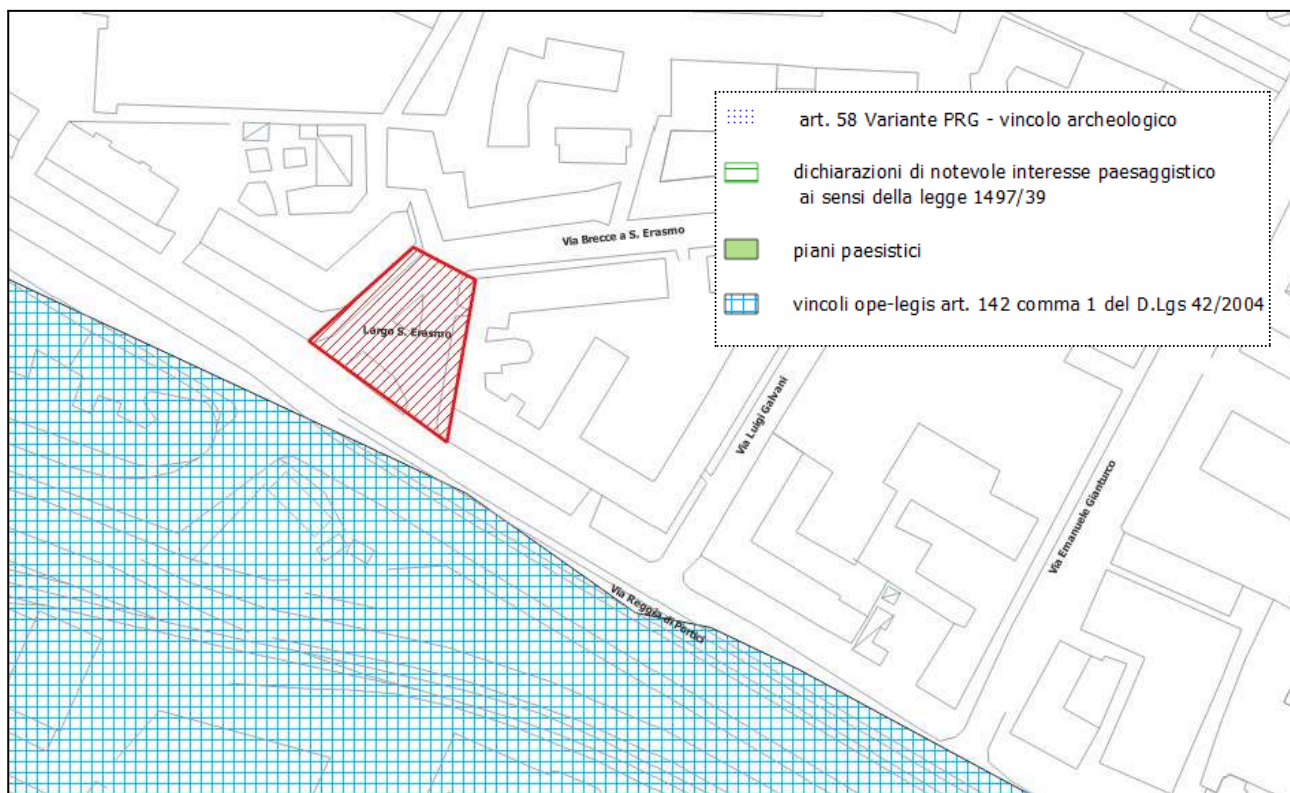 art. 58 Variante PRG - vincolo archeologico
dichiarazioni di notevole interesse paesaggistico
ai sensi della legge 1497/39
piani paesistici
vincoli ope-legis art. 142 comma 1 del D.Lgs 42/2004
Via Brecce a S. Erasmo
Largo S. Erasmo
Via Luigi Galvani
Via Emanuele Gianturco
Via Reggia di Portici